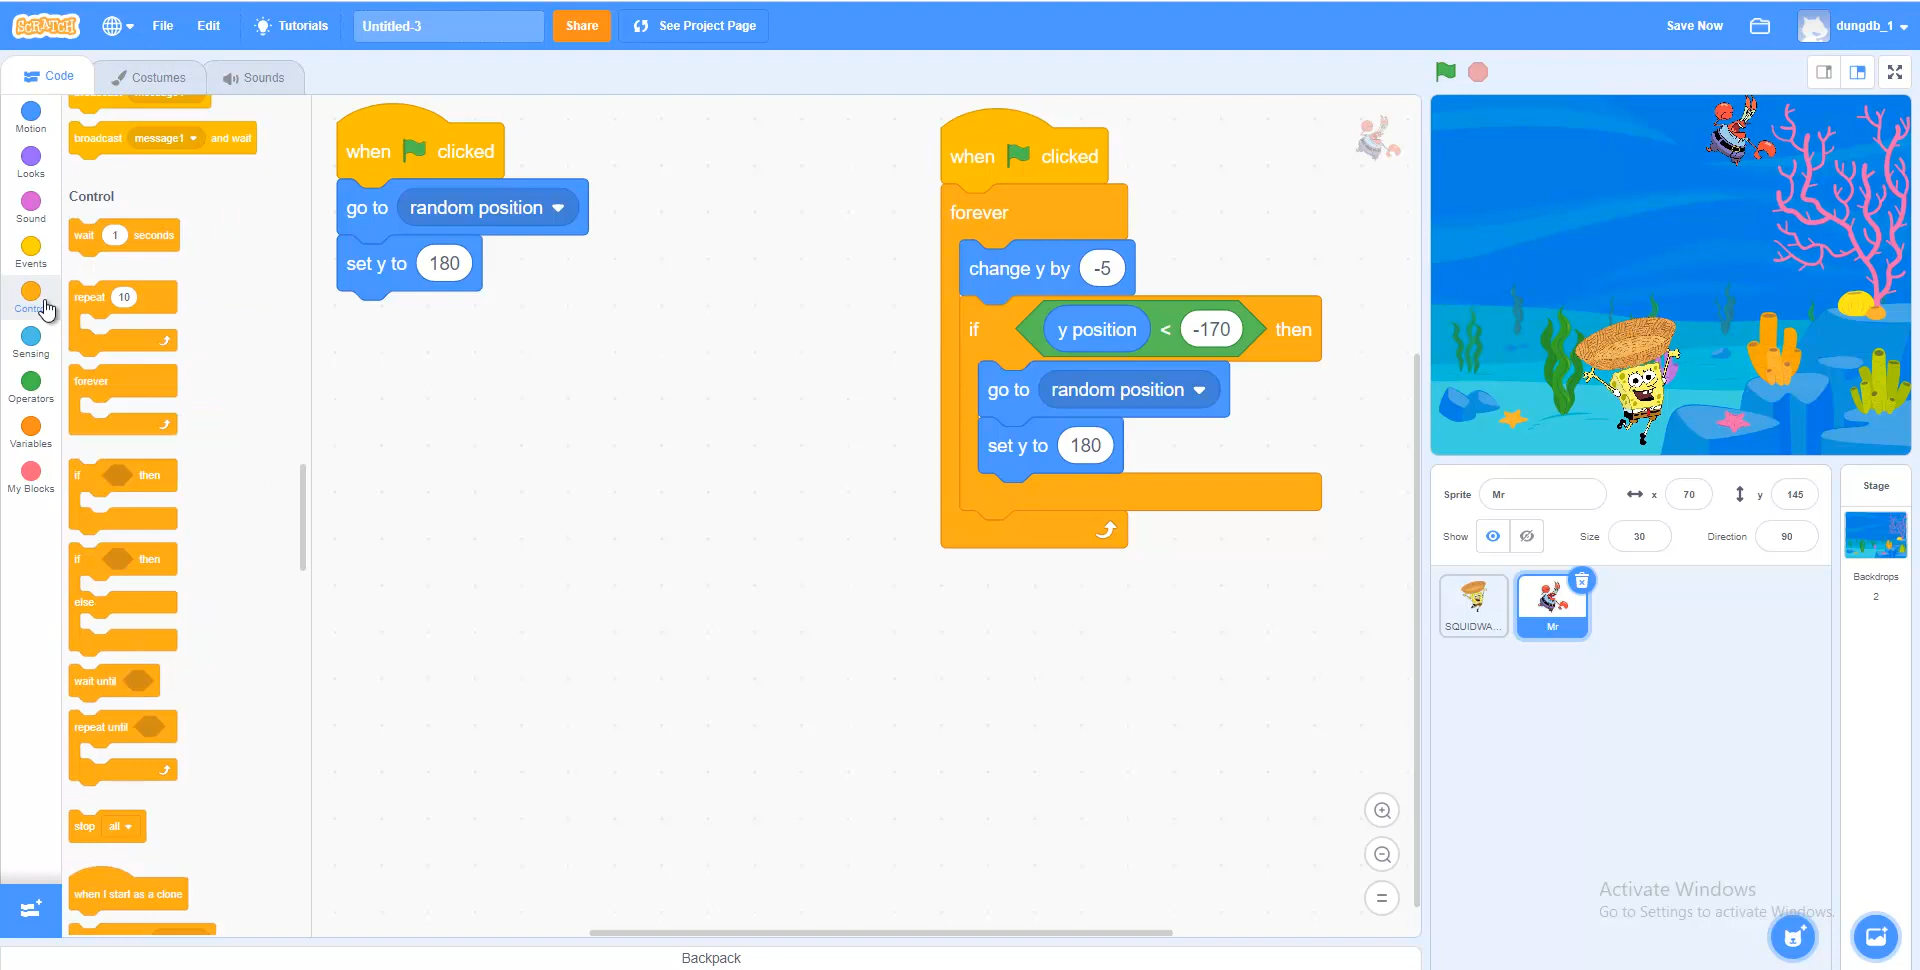 SCRATCH
File
Edit
Tutorials
Untitled-3
Share
See Project Page
Save Now
dungdb_1
Code
Costumes
Sounds
Motion
Looks
Sound
Events
Control
Sensing
Operators
Variables
My Blocks
broadcast message1 and wait
Control
wait 1 seconds
repeat 10
forever
if then
if then
else
wait until
repeat until
stop all
when I start as a clone
when clicked
go to random position
set y to 180
when clicked
forever
change y by -5
if y position < -170 then
go to random position
set y to 180
Sprite Mr x 70 y 145
Show Size 30 Direction 90
SQUIDWA...
Mr
Stage
Backdrops
2
Activate Windows
Go to Settings to activate Windows.
Backpack